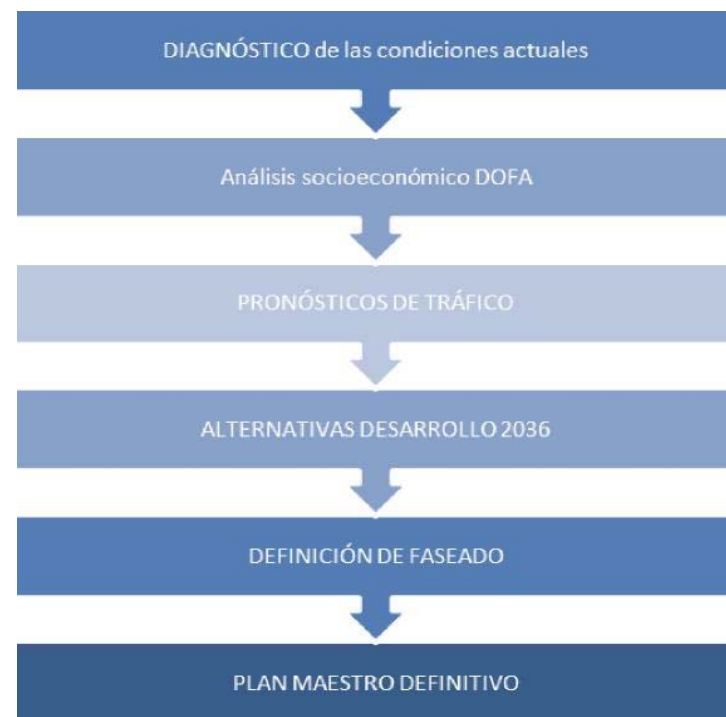 DIAGNÓSTICO de las condiciones actuales
Análisis socioeconómico DOFA
PRONÓSTICOS DE TRÁFICO
ALTERNATIVAS DESARROLLO 2036
DEFINICIÓN DE FASEADO
PLAN MAESTRO DEFINITIVO